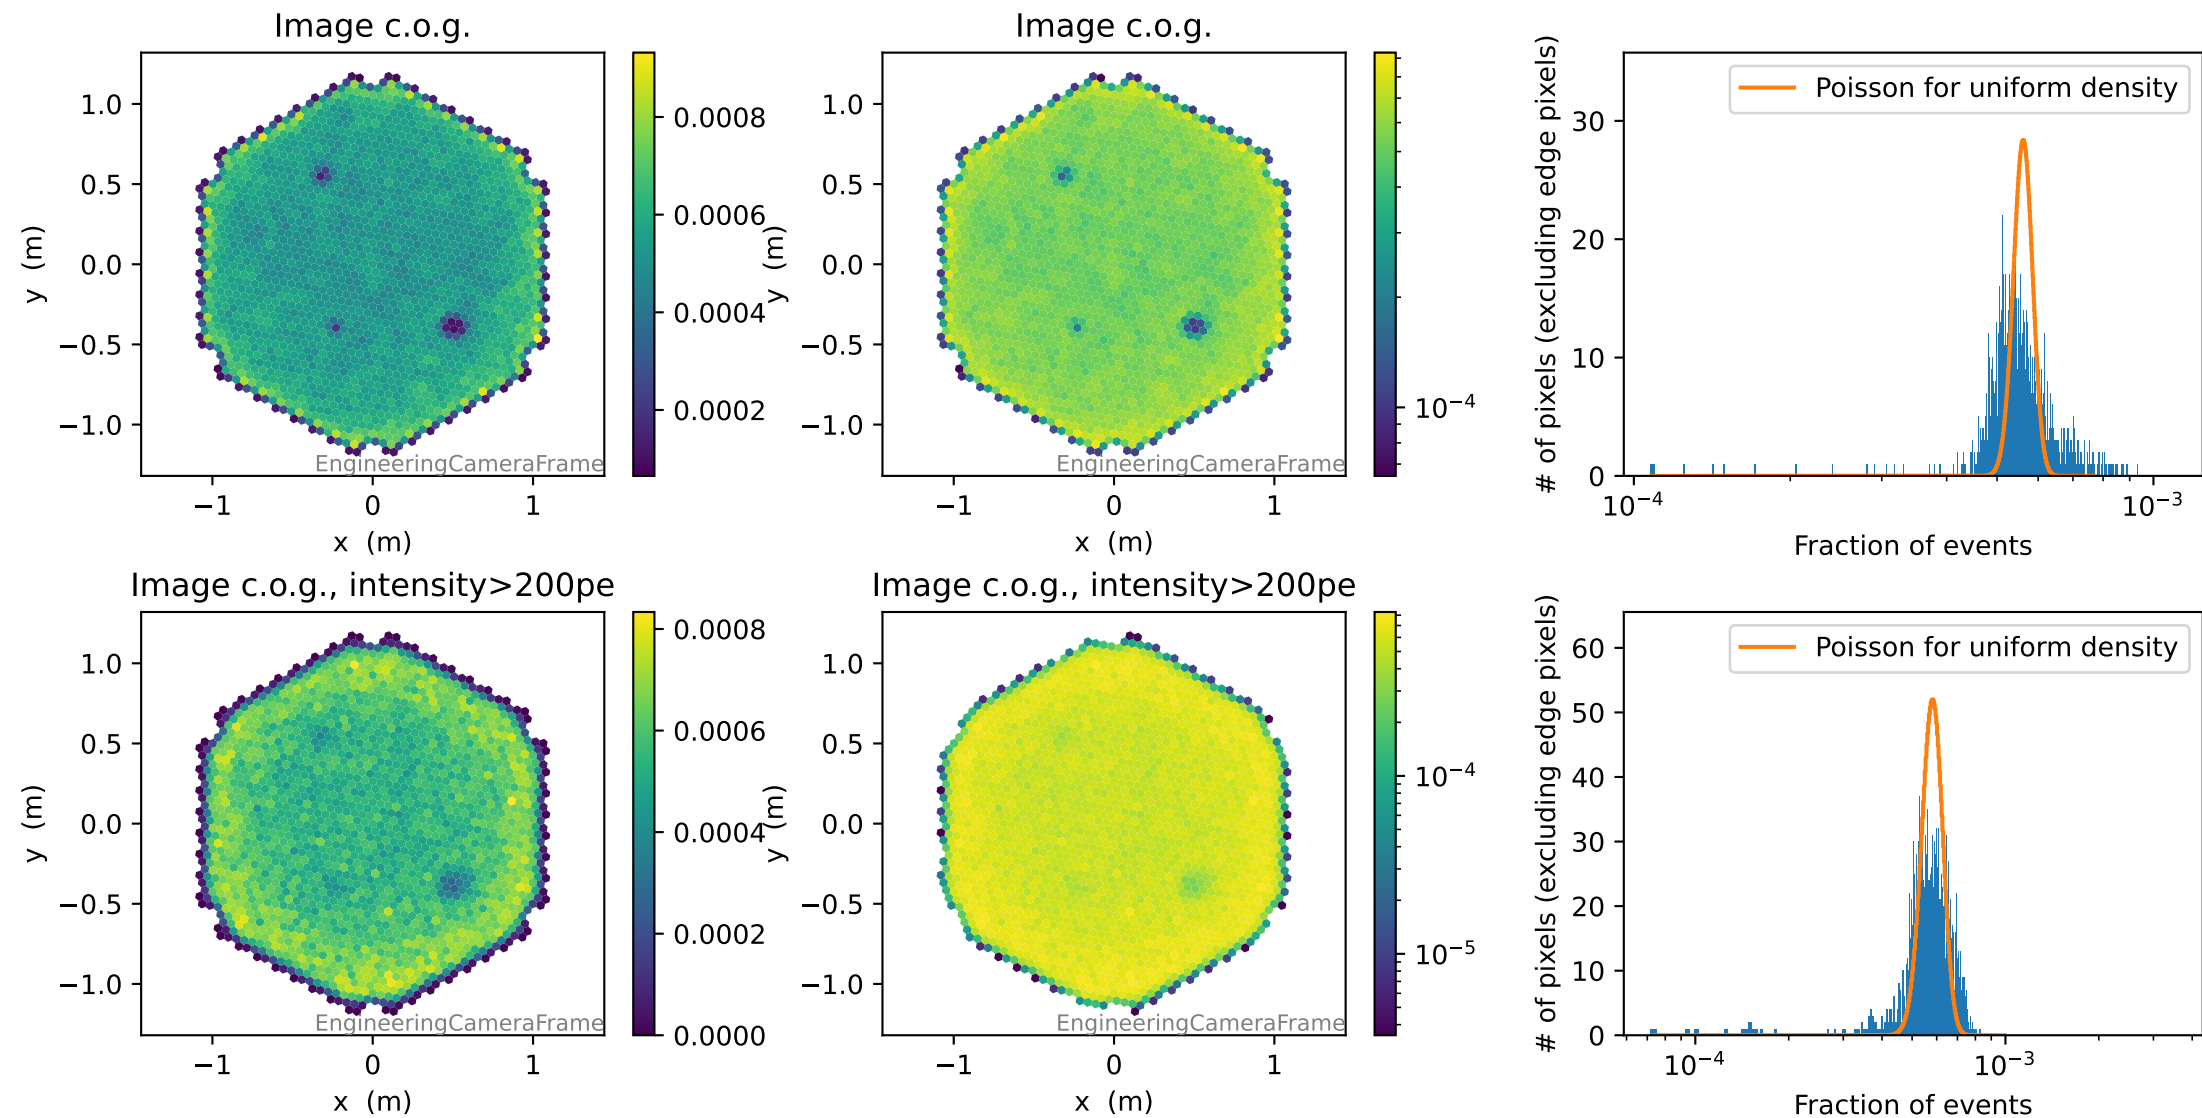 Image c.o.g.
y (m)
1.0
0.5
0.0
−0.5
−1.0
−1
0
1
x (m)
EngineeringCameraFrame
0.0008
0.0006
0.0004
0.0002
Image c.o.g.
y (m)
1.0
0.5
0.0
−0.5
−1.0
−1
0
1
x (m)
EngineeringCameraFrame
10⁻⁴
# of pixels (excluding edge pixels)
30
20
10
0
Poisson for uniform density
10⁻⁴
10⁻³
Fraction of events
Image c.o.g., intensity>200pe
y (m)
1.0
0.5
0.0
−0.5
−1.0
−1
0
1
x (m)
EngineeringCameraFrame
0.0008
0.0006
0.0004
0.0002
0.0000
Image c.o.g., intensity>200pe
y (m)
1.0
0.5
0.0
−0.5
−1.0
−1
0
1
x (m)
EngineeringCameraFrame
10⁻⁴
10⁻⁵
# of pixels (excluding edge pixels)
60
50
40
30
20
10
0
Poisson for uniform density
10⁻⁴
10⁻³
Fraction of events